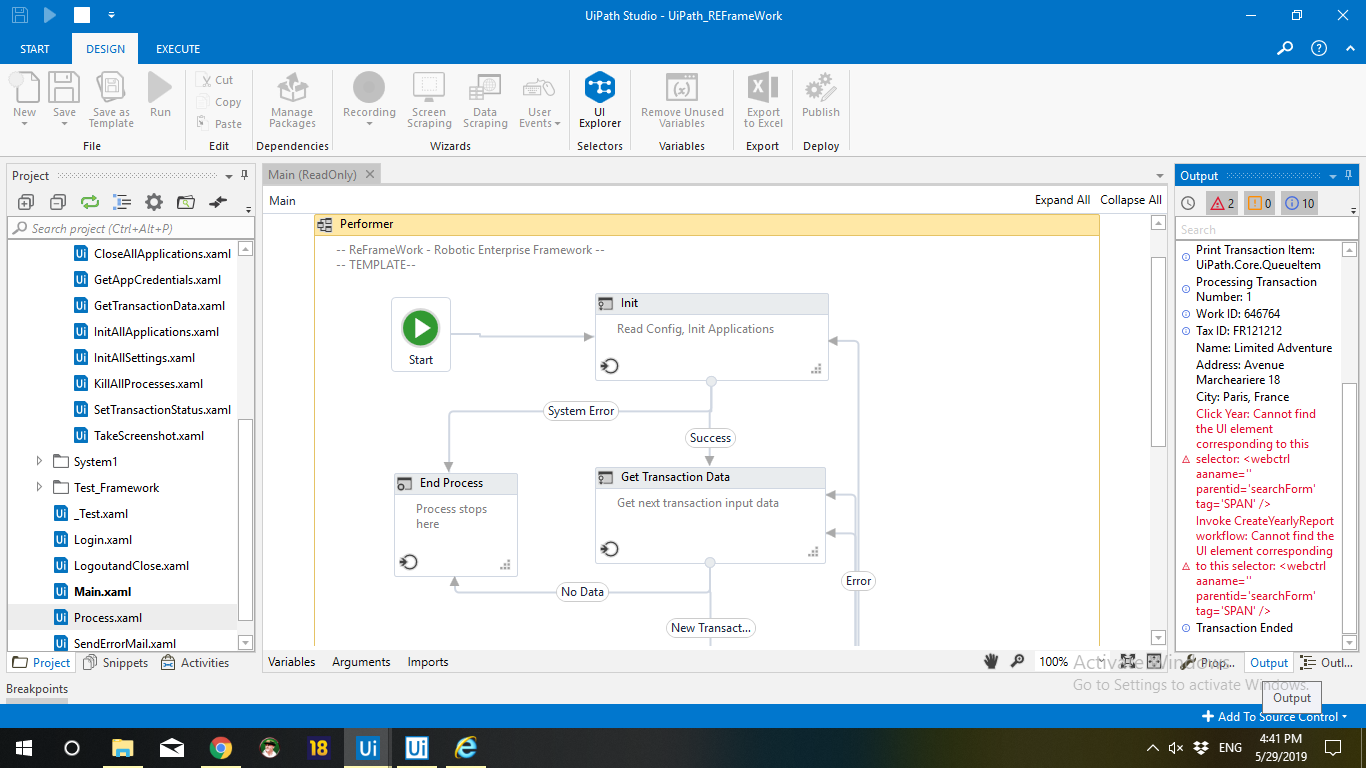 UiPath Studio - UiPath_REFrameWork
START DESIGN EXECUTE
New Save Save as Template Run
Cut
Copy
Paste
Manage Packages
Recording Screen Scraping Data Scraping User Events
UI Explorer
Remove Unused Variables
Export to Excel
Publish
File Edit Dependencies Wizards Selectors Variables Export Deploy
Project
Search project (Ctrl+Alt+P)
CloseAllApplications.xaml
GetAppCredentials.xaml
GetTransactionData.xaml
InitAllApplications.xaml
InitAllSettings.xaml
KillAllProcesses.xaml
SetTransactionStatus.xaml
TakeScreenshot.xaml
System1
Test_Framework
_Test.xaml
Login.xaml
LogoutandClose.xaml
Main.xaml
Process.xaml
SendErrorMail.xaml
Project Snippets Activities
Main (ReadOnly)
Main Expand All Collapse All
Performer
-- ReFrameWork - Robotic Enterprise Framework --
-- TEMPLATE--
Start
Init
Read Config, Init Applications
System Error
Success
End Process
Process stops
here
Get Transaction Data
Get next transaction input data
Error
No Data
New Transact...
Variables Arguments Imports 100%
Output
2 0 10
Search
Print Transaction Item:
UiPath.Core.QueueItem
Processing Transaction
Number: 1
Work ID: 646764
Tax ID: FR121212
Name: Limited Adventure
Address: Avenue
Marcheariere 18
City: Paris, France
Click Year: Cannot find
the UI element
corresponding to this
selector: <webctrl
aaname=''
parentid='searchForm'
tag='SPAN' />
Invoke CreateYearlyReport
workflow: Cannot find the
UI element corresponding
to this selector: <webctrl
aaname=''
parentid='searchForm'
tag='SPAN' />
Transaction Ended
Prop... Output Outl...
Activate Windows
Go to Settings to activate Windows.
Output
Breakpoints
Add To Source Control
18 Ui Ui
ENG
4:41 PM
5/29/2019